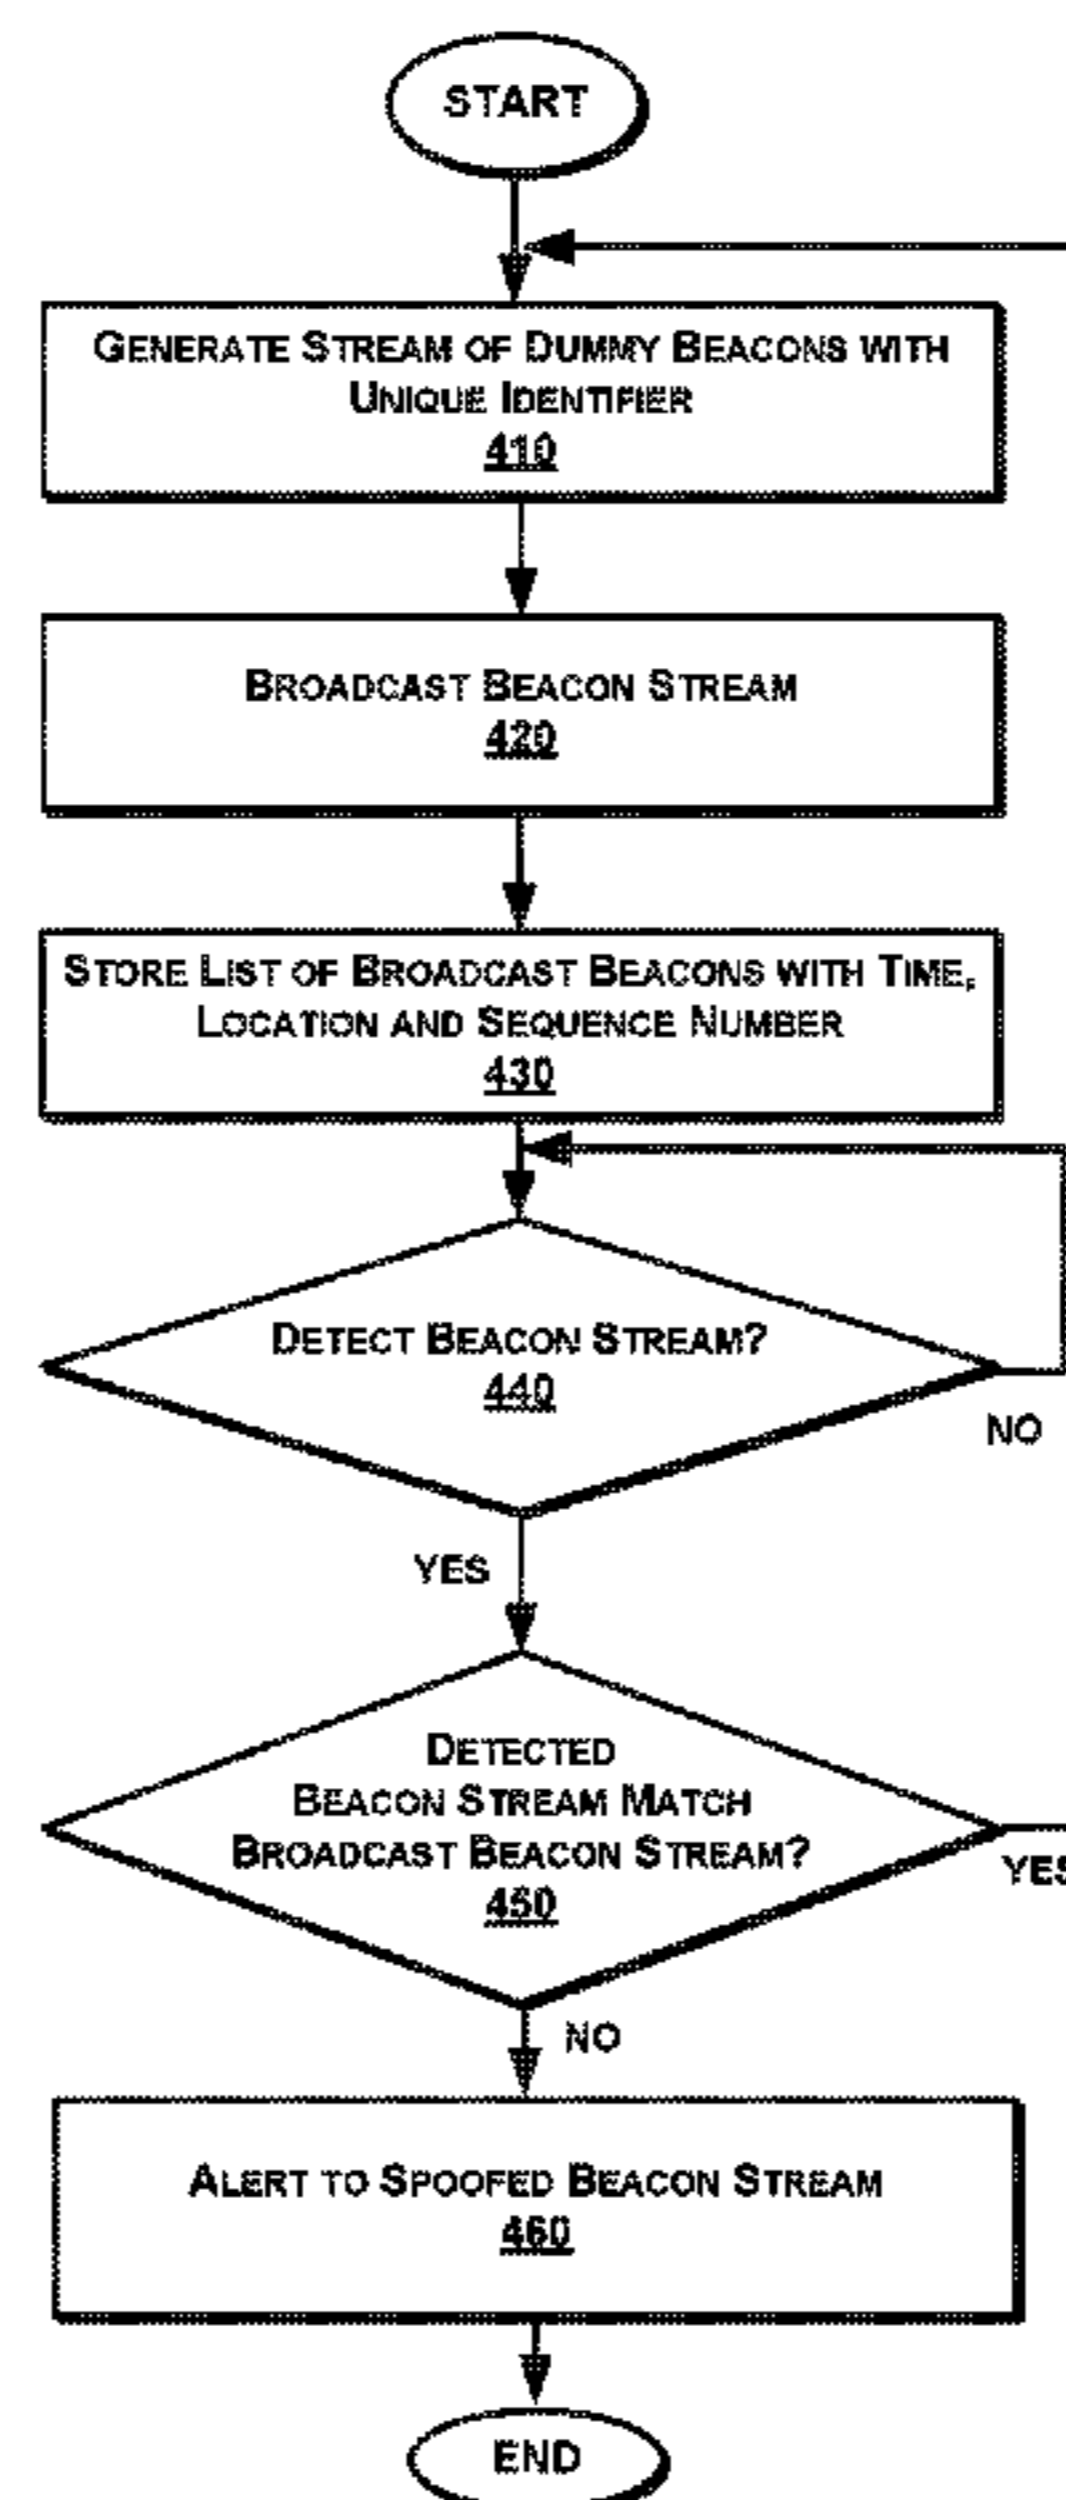 START
GENERATE STREAM OF DUMMY BEACONS WITH
UNIQUE IDENTIFIER
410
BROADCAST BEACON STREAM
420
STORE LIST OF BROADCAST BEACONS WITH TIME,
LOCATION AND SEQUENCE NUMBER
430
DETECT BEACON STREAM?
440
NO
YES
DETECTED
BEACON STREAM MATCH
BROADCAST BEACON STREAM?
450
YES
NO
ALERT TO SPOOFED BEACON STREAM
460
END